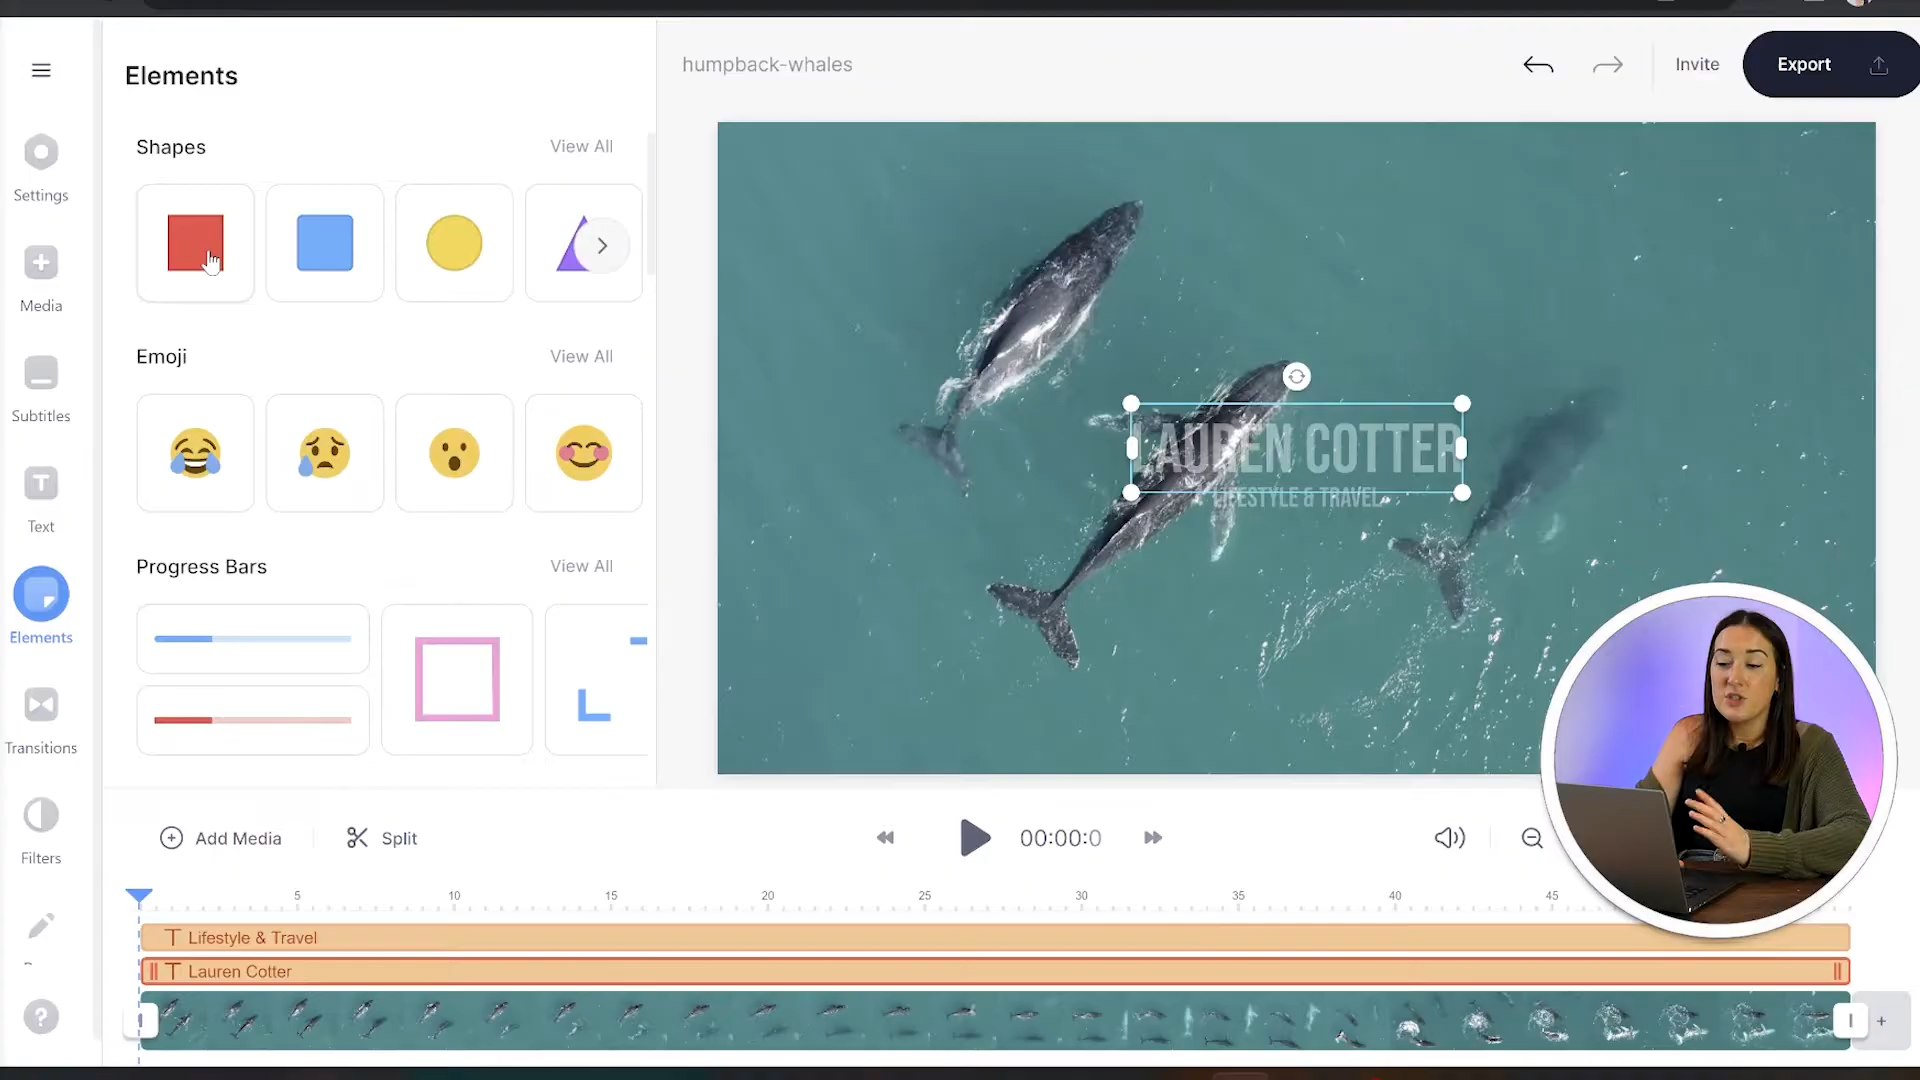 Elements
humpback-whales
Invite
Export
Shapes
View All
Settings
Media
Emoji
View All
Subtitles
LAUREN COTTER
LIFESTYLE & TRAVEL
Text
Progress Bars
View All
Elements
Transitions
Filters
Add Media
Split
00:00:0
5 10 15 20 25 30 35 40 45
T Lifestyle & Travel
T Lauren Cotter
?